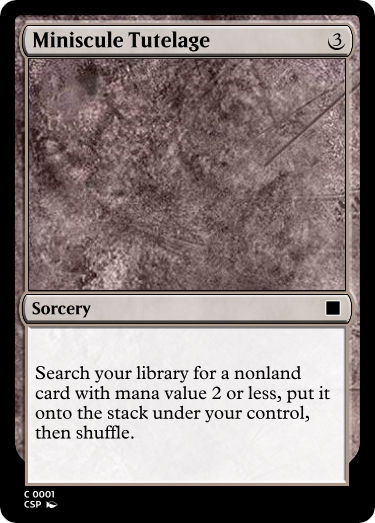 Miniscule Tutelage 3
Sorcery
Search your library for a nonland
card with mana value 2 or less, put it
onto the stack under your control,
then shuffle.
C 0001
CSP